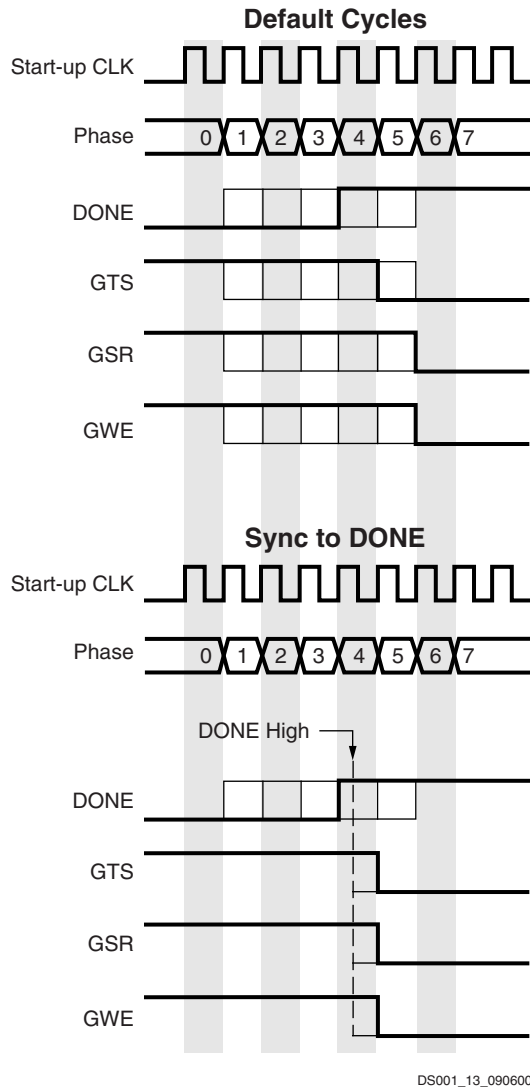 Default Cycles
Start-up CLK
Phase 0 1 2 3 4 5 6 7
DONE
GTS
GSR
GWE
Sync to DONE
Start-up CLK
Phase 0 1 2 3 4 5 6 7
DONE High
DONE
GTS
GSR
GWE
DS001_13_090600